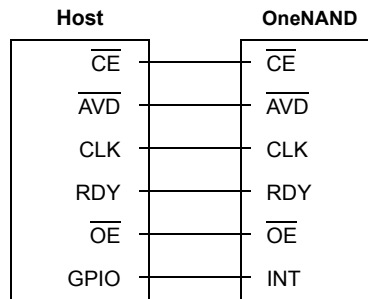 Host OneNAND
CE CE
AVD AVD
CLK CLK
RDY RDY
OE OE
GPIO INT